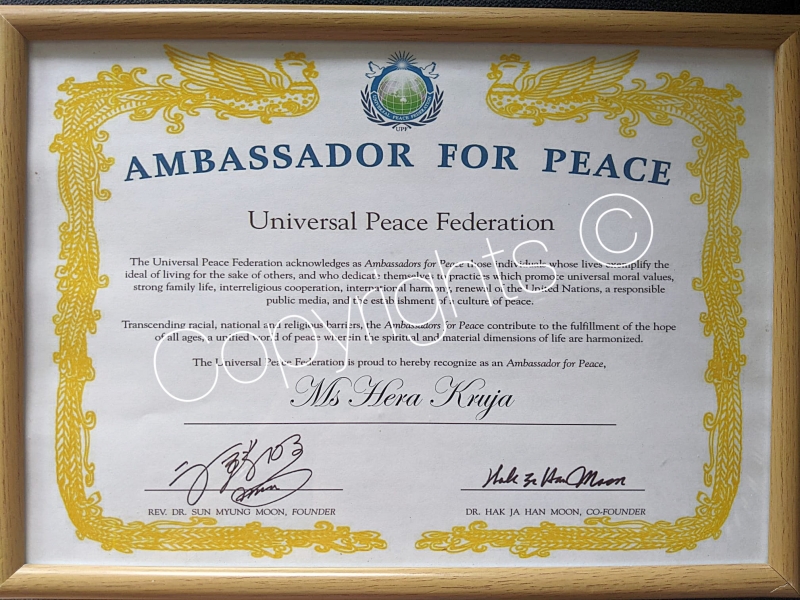 UNIVERSAL PEACE FEDERATION
UPF
AMBASSADOR FOR PEACE
Universal Peace Federation
The Universal Peace Federation acknowledges as Ambassadors for Peace those individuals whose lives exemplify the
ideal of living for the sake of others, and who dedicate themselves to practices which promote universal moral values,
strong family life, interreligious cooperation, international harmony, renewal of the United Nations, a responsible
public media, and the establishment of a culture of peace.
Transcending racial, national and religious barriers, the Ambassadors for Peace contribute to the fulfillment of the hope
of all ages, a unified world of peace wherein the spiritual and material dimensions of life are harmonized.
The Universal Peace Federation is proud to hereby recognize as an Ambassador for Peace,
Ms Hera Kruja
Hak Ja Han Moon
REV. DR. SUN MYUNG MOON, FOUNDER
DR. HAK JA HAN MOON, CO-FOUNDER
Copyrights ©